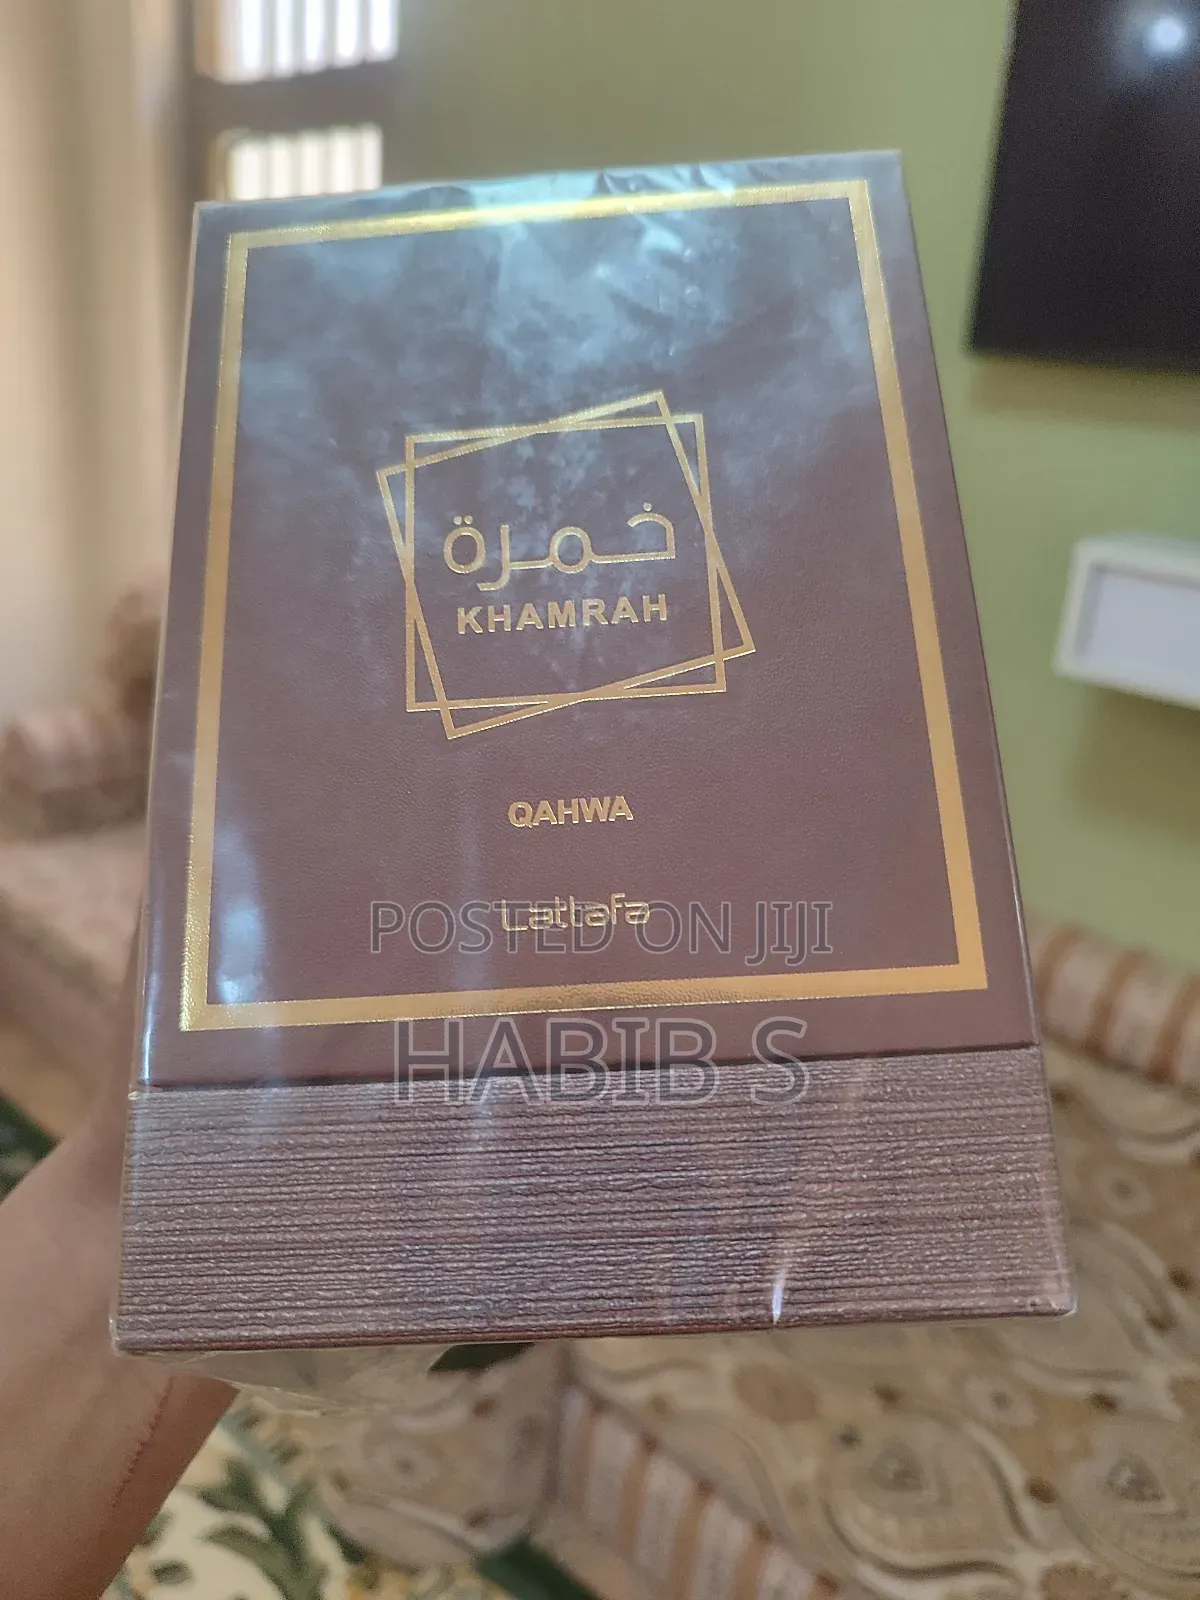 خمرة
KHAMRAH
QAHWA
Lattafa
POSTED ON JIJI
HABIB S